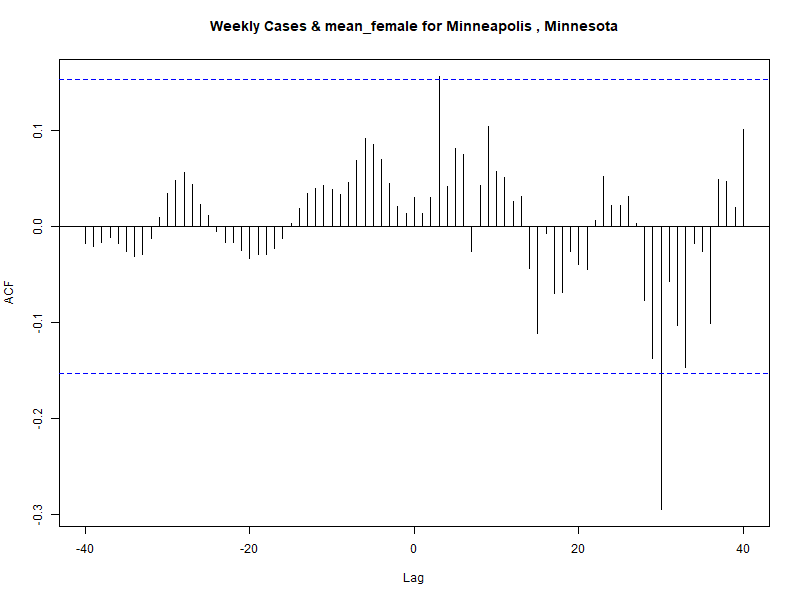 Weekly Cases & mean_female for Minneapolis , Minnesota
ACF
0.1
0.0
-0.1
-0.2
-0.3
-40 -20 0 20 40
Lag